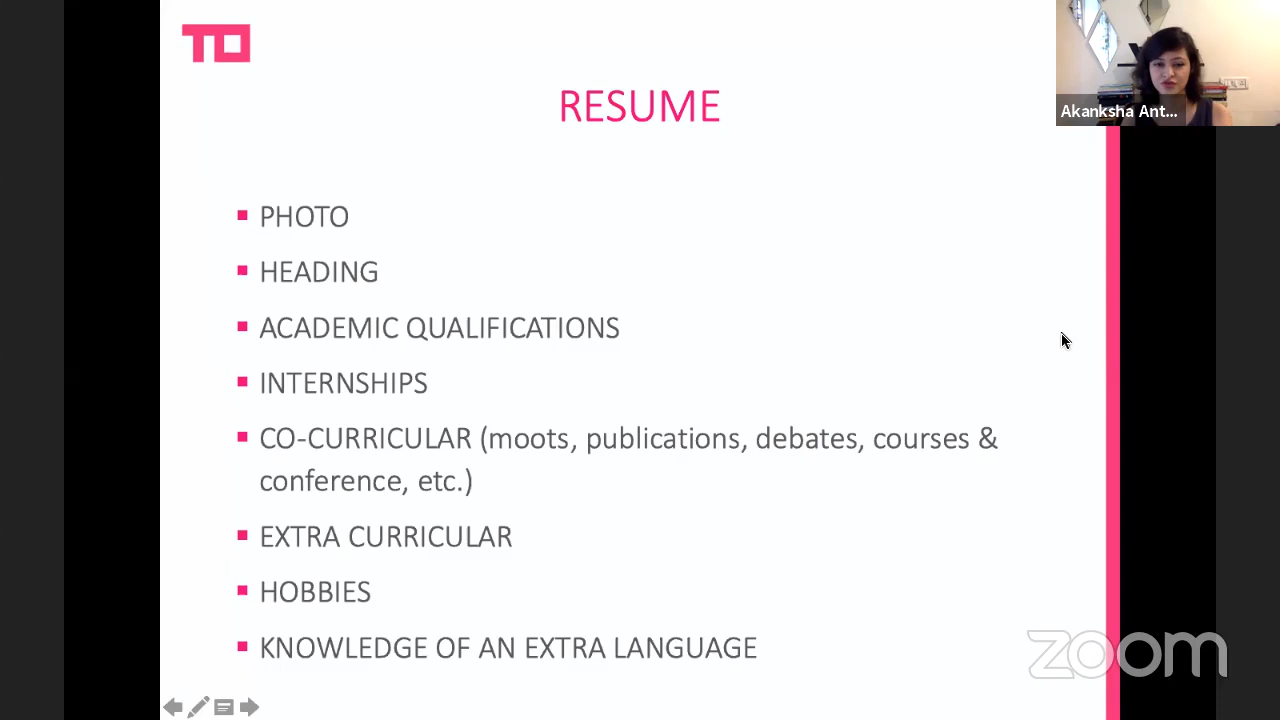 TO
RESUME
Akanksha Ant...
PHOTO
HEADING
ACADEMIC QUALIFICATIONS
INTERNSHIPS
CO-CURRICULAR (moots, publications, debates, courses &
conference, etc.)
EXTRA CURRICULAR
HOBBIES
KNOWLEDGE OF AN EXTRA LANGUAGE
zoom